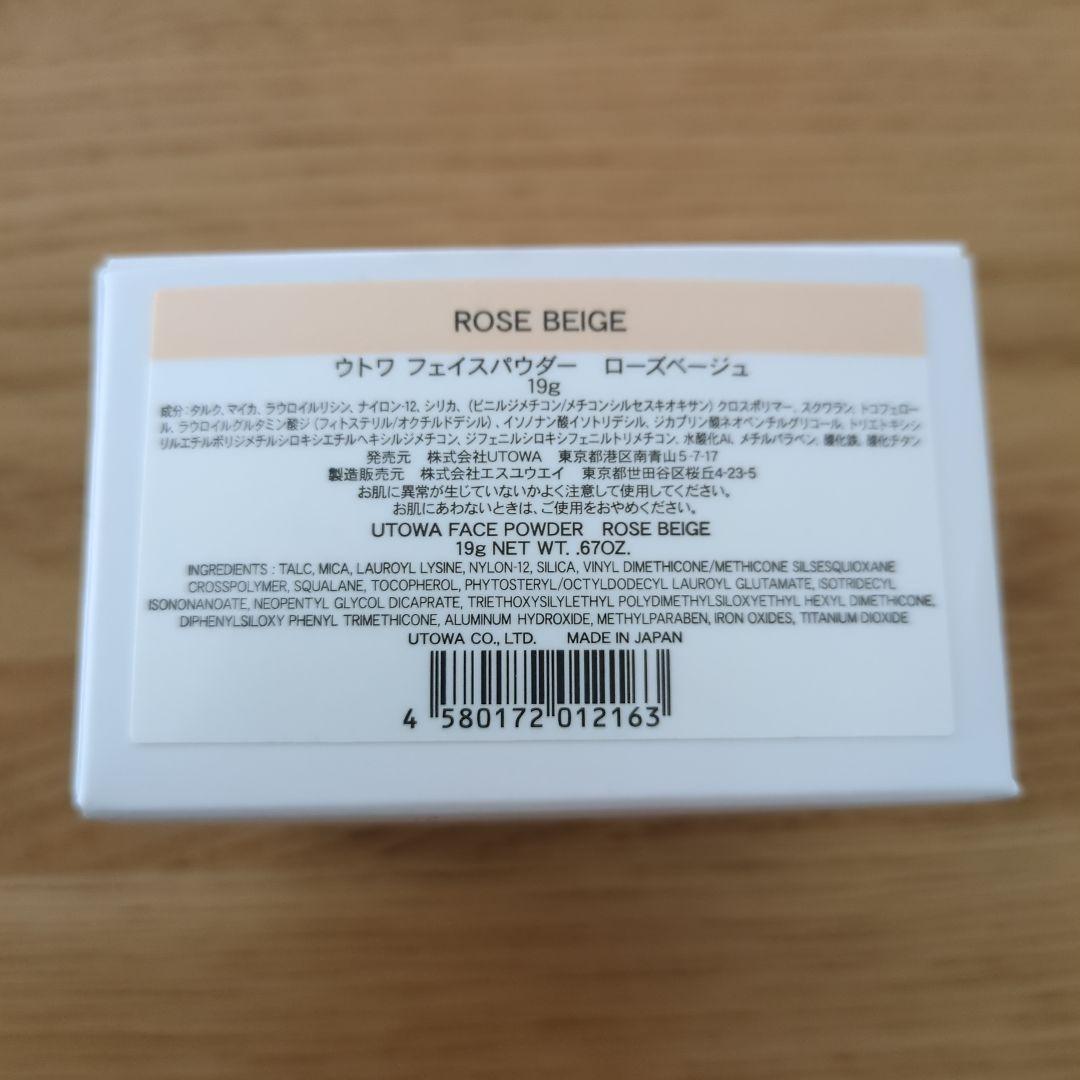 ROSE BEIGE
ウトワ フェイスパウダー ローズベージュ
19g
成分:タルク、マイカ、ラウロイルリシン、ナイロン-12、シリカ、(ビニルジメチコン/メチコンシルセスキオキサン)クロスポリマー、スクワラン、トコフェロー
ル、ラウロイルグルタミン酸ジ(フィトステリル/オクチルドデシル)、イソノナン酸イソトリデシル、ジカプリン酸ネオペンチルグリコール、トリエトキシシ
リルエチルポリジメチルシロキシエチルヘキシルジメチコン、ジフェニルシロキシフェニルトリメチコン、水酸化Al、メチルパラベン、酸化鉄、酸化チタン
発売元 株式会社UTOWA 東京都港区南青山5-7-17
製造販売元 株式会社エスユウエイ 東京都世田谷区桜丘4-23-5
お肌に異常が生じていないかよく注意して使用してください。
お肌にあわないときは、ご使用をおやめください。
UTOWA FACE POWDER ROSE BEIGE
19g NET WT. .67OZ.
INGREDIENTS : TALC, MICA, LAUROYL LYSINE, NYLON-12, SILICA, VINYL DIMETHICONE/METHICONE SILSESQUIOXANE
CROSSPOLYMER, SQUALANE, TOCOPHEROL, PHYTOSTERYL/OCTYLDODECYL LAUROYL GLUTAMATE, ISOTRIDECYL
ISONONANOATE, NEOPENTYL GLYCOL DICAPRATE, TRIETHOXYSILYLETHYL POLYDIMETHYLSILOXYETHYL HEXYL DIMETHICONE,
DIPHENYLSILOXY PHENYL TRIMETHICONE, ALUMINUM HYDROXIDE, METHYLPARABEN, IRON OXIDES, TITANIUM DIOXIDE
UTOWA CO., LTD. MADE IN JAPAN
4 580172 012163